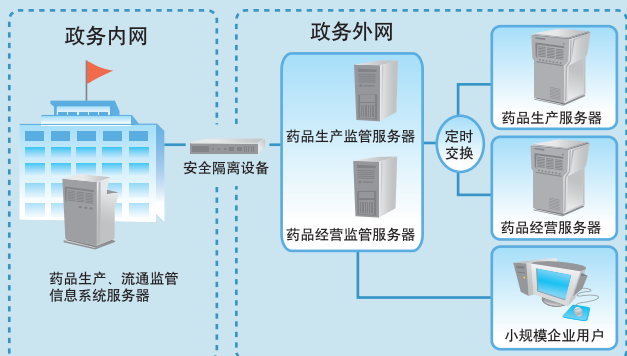 政务内网
政务外网
药品生产服务器
药品生产监管服务器
定时
交换
安全隔离设备
药品经营监管服务器
药品经营服务器
药品生产、流通监管
信息系统服务器
小规模企业用户